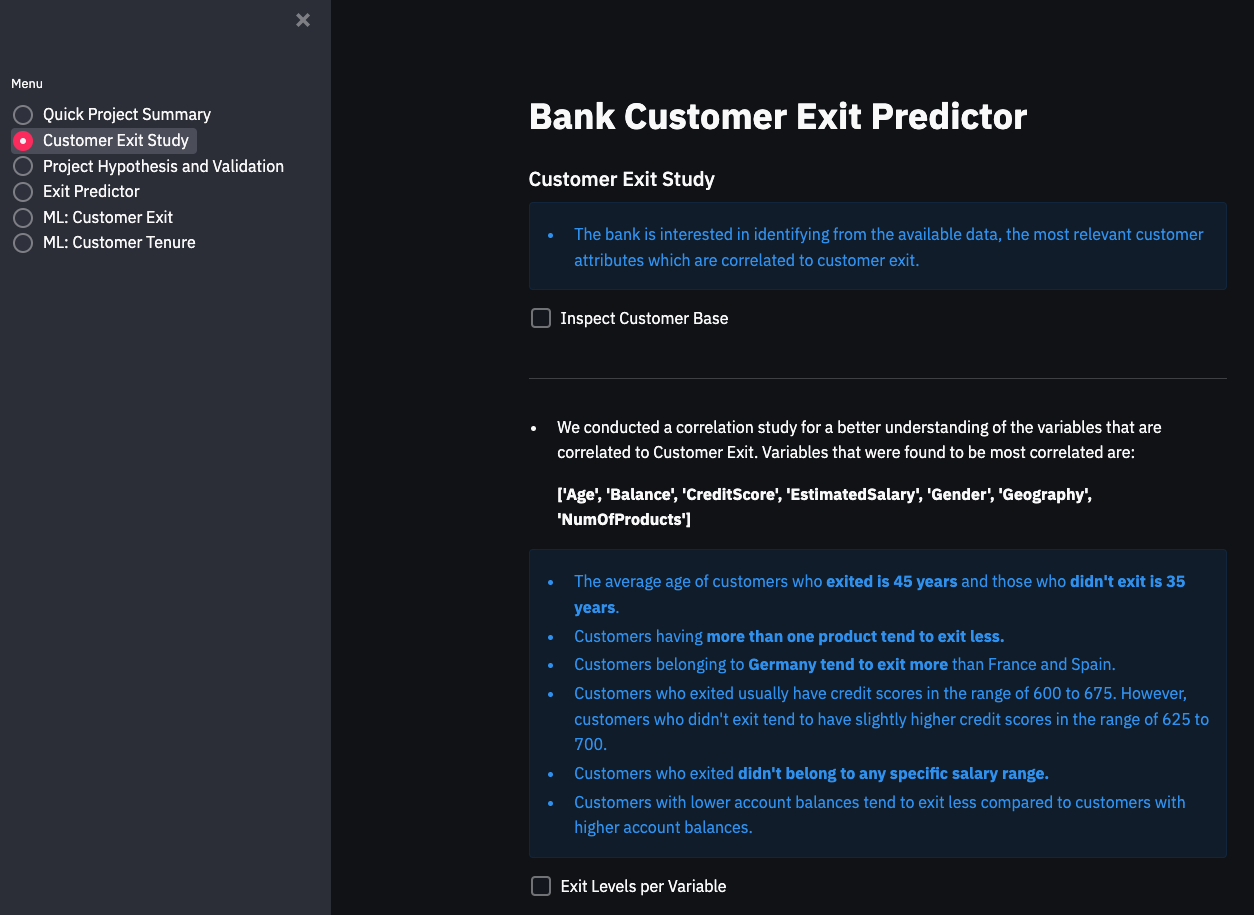 Menu
Quick Project Summary
Customer Exit Study
Project Hypothesis and Validation
Exit Predictor
ML: Customer Exit
ML: Customer Tenure
Bank Customer Exit Predictor
Customer Exit Study
The bank is interested in identifying from the available data, the most relevant customer
attributes which are correlated to customer exit.
Inspect Customer Base
We conducted a correlation study for a better understanding of the variables that are
correlated to Customer Exit. Variables that were found to be most correlated are:
['Age', 'Balance', 'CreditScore', 'EstimatedSalary', 'Gender', 'Geography',
'NumOfProducts']
The average age of customers who exited is 45 years and those who didn't exit is 35
years.
Customers having more than one product tend to exit less.
Customers belonging to Germany tend to exit more than France and Spain.
Customers who exited usually have credit scores in the range of 600 to 675. However,
customers who didn't exit tend to have slightly higher credit scores in the range of 625 to
700.
Customers who exited didn't belong to any specific salary range.
Customers with lower account balances tend to exit less compared to customers with
higher account balances.
Exit Levels per Variable